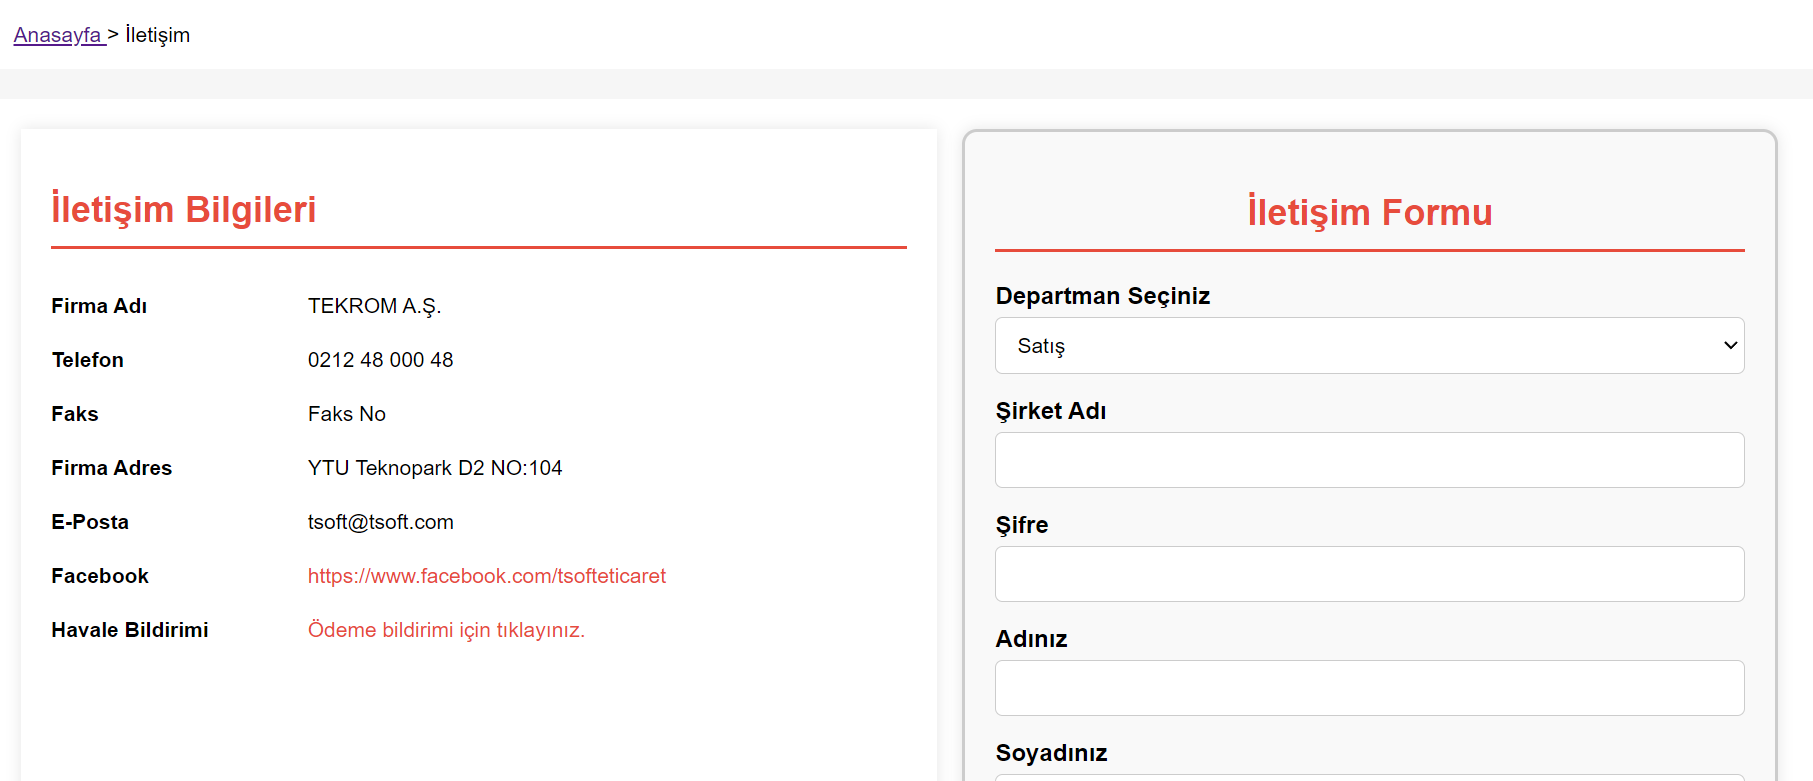 Anasayfa > İletişim
İletişim Bilgileri
Firma Adı TEKROM A.Ş.
Telefon 0212 48 000 48
Faks Faks No
Firma Adres YTU Teknopark D2 NO:104
E-Posta tsoft@tsoft.com
Facebook https://www.facebook.com/tsofteticaret
Havale Bildirimi Ödeme bildirimi için tıklayınız.
İletişim Formu
Departman Seçiniz
Satış
Şirket Adı
Şifre
Adınız
Soyadınız